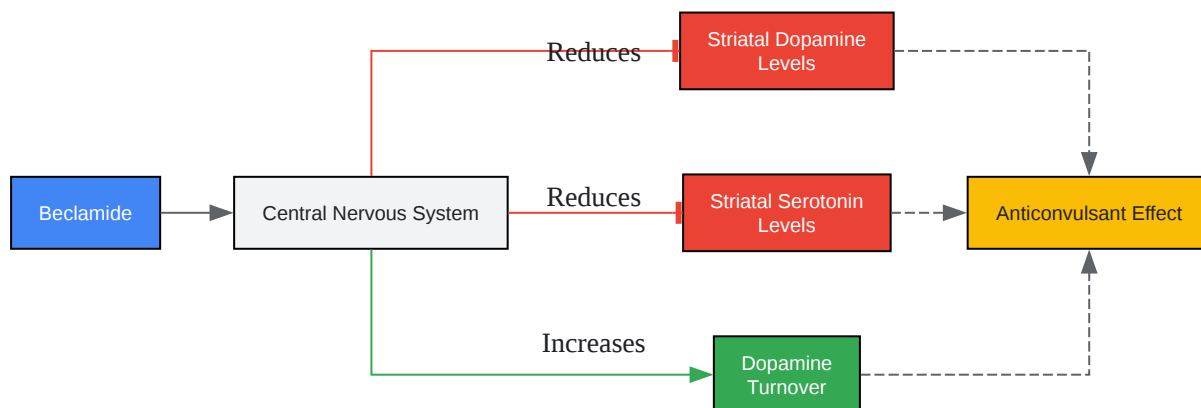 Reduces
Striatal Dopamine
Levels
Beclamide
Central Nervous System
Reduces
Striatal Serotonin
Levels
Anticonvulsant Effect
Increases
Dopamine
Turnover